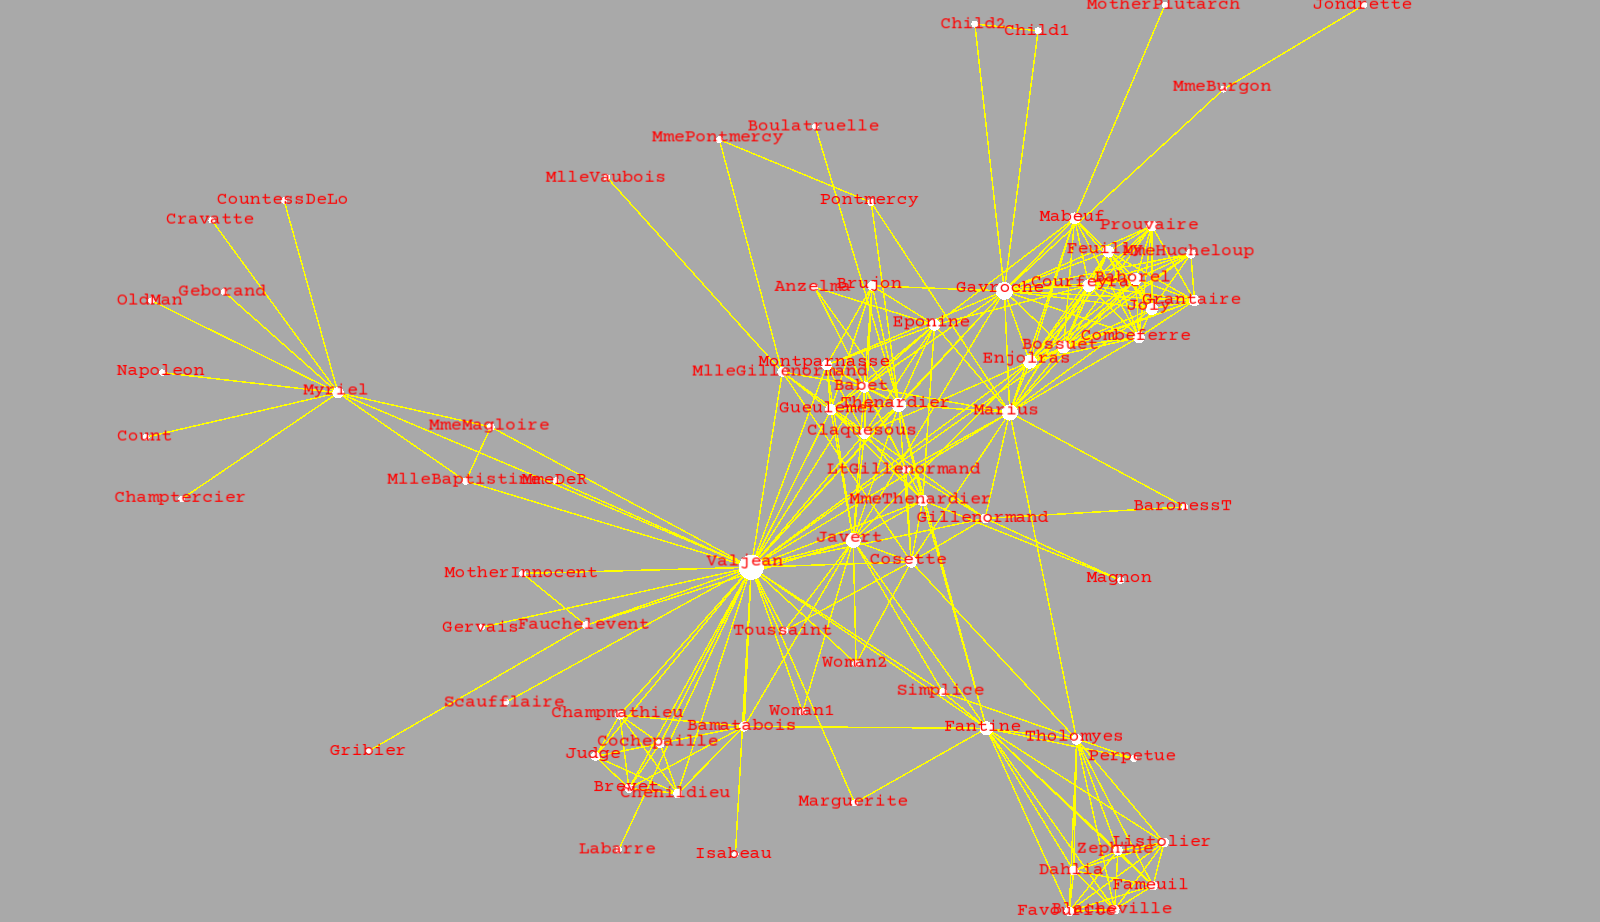 MotherPlutarch
Jondrette
Child2
Child1
MmeBurgon
Boulatruelle
MmePontmercy
MlleVaubois
CountessDeLo
Pontmercy
Cravatte
Mabeuf
Prouvaire
Feuilly
MmeHucheloup
Bahorel
Courfeyrac
Geborand
Anzelma
Brujon
Gavroche
OldMan
Grantaire
Joly
Eponine
Combeferre
Bossuet
Enjolras
Montparnasse
MlleGillenormand
Napoleon
Babet
Myriel
Thenardier
Gueulemer
Marius
MmeMagloire
Claquesous
Count
LtGillenormand
MlleBaptistine
MmeDeR
Champtercier
MmeThenardier
BaronessT
Gillenormand
Javert
Valjean
Cosette
MotherInnocent
Magnon
Gervais
Fauchelevent
Toussaint
Woman2
Simplice
Scaufflaire
Champmathieu
Woman1
Bamatabois
Fantine
Tholomyes
Cochepaille
Gribier
Judge
Perpetue
Brevet
Chenildieu
Marguerite
Listolier
Zephine
Labarre
Isabeau
Dahlia
Fameuil
Favourite
Blacheville